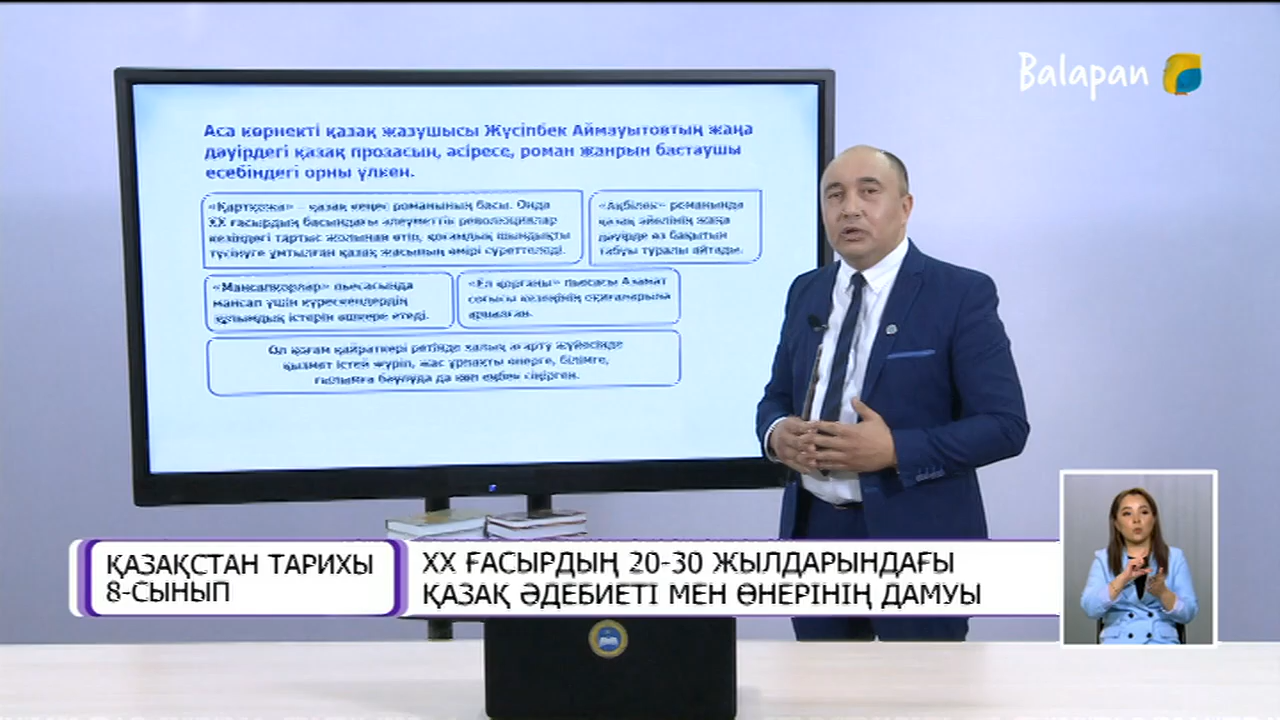 Balapan
Аса көрнекті қазақ жазушысы Жүсіпбек Аймауытовтың жаңа
дәуірдегі қазақ прозасын, әсіресе, роман жанрын бастаушы
есебіндегі орны үлкен.
«Қартқожа» – қазақ кеңес романының басы. Онда
ХХ ғасырдың басындағы әлеуметтік революциялар
кезіндегі тартыс жолынан өтіп, қоғамдық шындықты
түсінуге ұмтылған қазақ жасының өмірі суреттеледі.
«Ақбілек» романында
қазақ әйелінің жаңа
дәуірде өз бақытын
табуы туралы айтады.
«Мансапқорлар» пьесасында
мансап үшін күрескендердің
құлымдық істерін әшкере етеді.
«Ел қорғаны» пьесасы Азамат
соғысы кезеңінің оқиғаларына
арналған.
Ол қоғам қайраткері ретінде халық ағарту жүйесінде
қызмет істей жүріп, жас ұрпақты өнерге, білімге,
ғылымға баулуда да көп еңбек сіңірген.
ҚАЗАҚСТАН ТАРИХЫ
8-СЫНЫП
ХХ ҒАСЫРДЫҢ 20-30 ЖЫЛДАРЫНДАҒЫ
ҚАЗАҚ ӘДЕБИЕТІ МЕН ӨНЕРІНІҢ ДАМУЫ